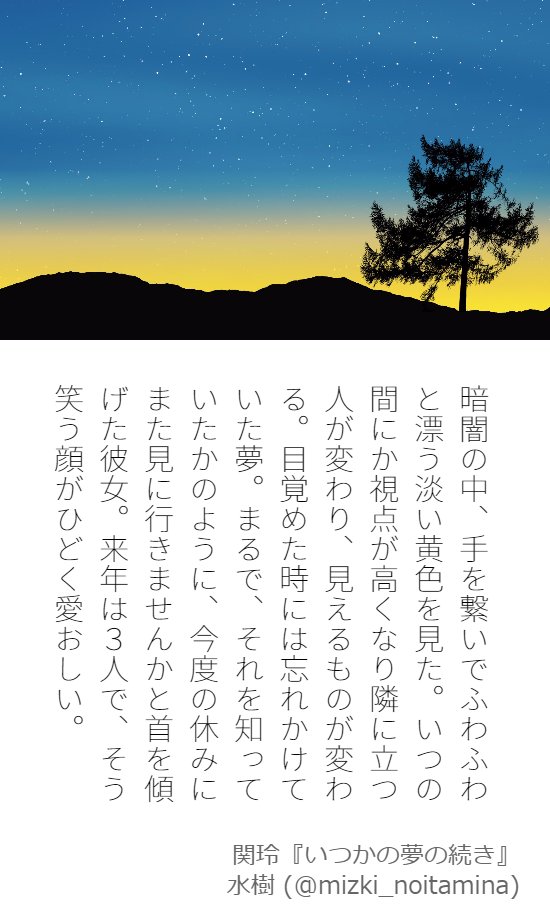 暗闇の中、手を繋いでふわふわ
と漂う淡い黄色を見た。いつの
間にか視点が高くなり隣に立つ
人が変わり、見えるものが変わ
る。目覚めた時には忘れかけて
いた夢。まるで、それを知って
いたかのように、今度の休みに
また見に行きませんかと首を傾
げた彼女。来年は３人で、そう
笑う顔がひどく愛おしい。
関玲『いつかの夢の続き』
水樹 (@mizki_noitamina)